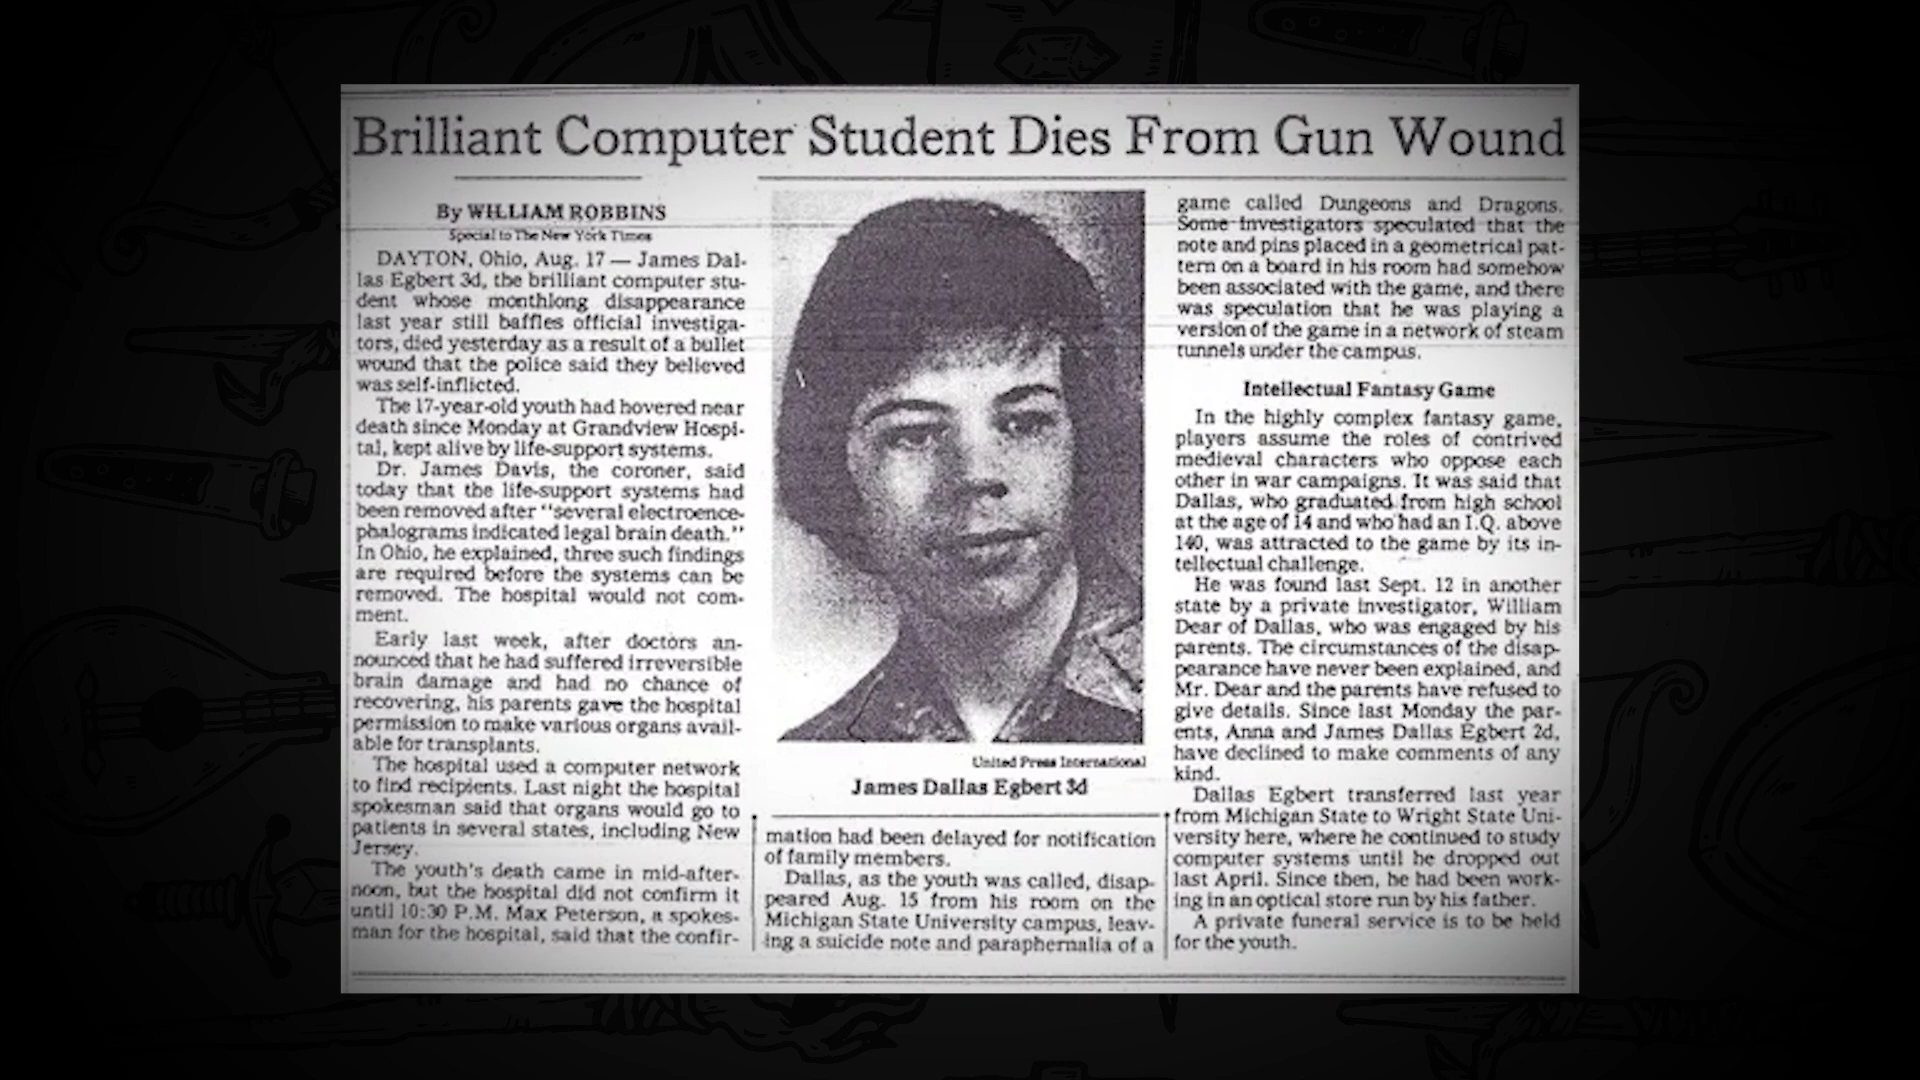 Brilliant Computer Student Dies From Gun Wound
By WILLIAM ROBBINS
Special to The New York Times
DAYTON, Ohio, Aug. 17 — James Dal-
las Egbert 3d, the brilliant computer stu-
dent whose monthlong disappearance
last year still baffles official investiga-
tors, died yesterday as a result of a bullet
wound that the police said they believed
was self-inflicted.
The 17-year-old youth had hovered near
death since Monday at Grandview Hospi-
tal, kept alive by life-support systems.
Dr. James Davis, the coroner, said
today that the life-support systems had
been removed after "several electroence-
phalograms indicated legal brain death."
In Ohio, he explained, three such findings
are required before the systems can be
removed. The hospital would not com-
ment.
Early last week, after doctors an-
nounced that he had suffered irreversible
brain damage and had no chance of
recovering, his parents gave the hospital
permission to make various organs avail-
able for transplants.
The hospital used a computer network
to find recipients. Last night the hospital
spokesman said that organs would go to
patients in several states, including New
Jersey.
The youth's death came in mid-after-
noon, but the hospital did not confirm it
until 10:30 P.M. Max Peterson, a spokes-
man for the hospital, said that the confir-
United Press International
James Dallas Egbert 3d
mation had been delayed for notification
of family members.
Dallas, as the youth was called, disap-
peared Aug. 15 from his room on the
Michigan State University campus, leav-
ing a suicide note and paraphernalia of a
game called Dungeons and Dragons.
Some investigators speculated that the
note and pins placed in a geometrical pat-
tern on a board in his room had somehow
been associated with the game, and there
was speculation that he was playing a
version of the game in a network of steam
tunnels under the campus.
Intellectual Fantasy Game
In the highly complex fantasy game,
players assume the roles of contrived
medieval characters who oppose each
other in war campaigns. It was said that
Dallas, who graduated from high school
at the age of 14 and who had an I.Q. above
140, was attracted to the game by its in-
tellectual challenge.
He was found last Sept. 12 in another
state by a private investigator, William
Dear of Dallas, who was engaged by his
parents. The circumstances of the disap-
pearance have never been explained, and
Mr. Dear and the parents have refused to
give details. Since last Monday the par-
ents, Anna and James Dallas Egbert 2d,
have declined to make comments of any
kind.
Dallas Egbert transferred last year
from Michigan State to Wright State Uni-
versity here, where he continued to study
computer systems until he dropped out
last April. Since then, he had been work-
ing in an optical store run by his father.
A private funeral service is to be held
for the youth.